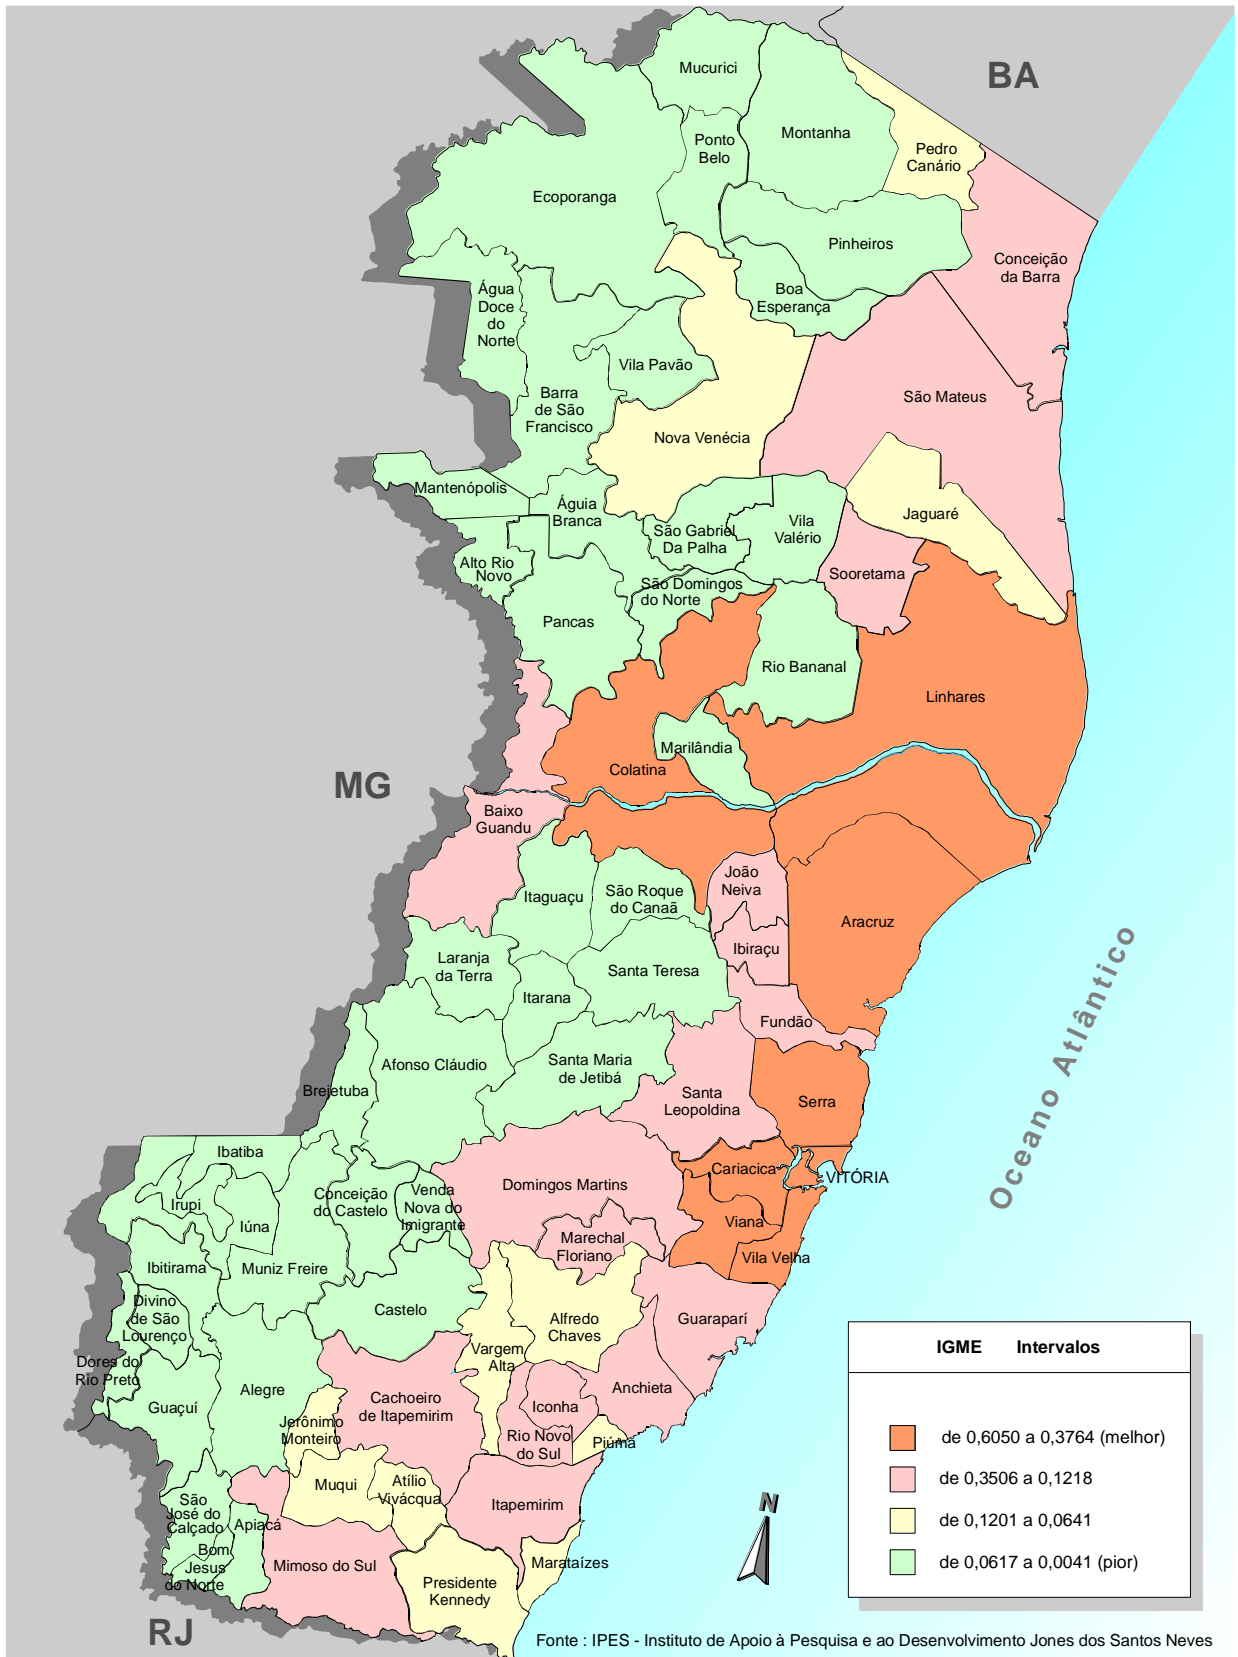 BA
Mucurici
Montanha
Ponto
Belo
Pedro
Canário
Ecoporanga
Pinheiros
Conceição
da Barra
Água
Doce
do
Norte
Boa
Esperança
Vila Pavão
São Mateus
Barra
de São
Francisco
Nova Venécia
Mantenópolis
Águia
Branca
Jaguaré
São Gabriel
Da Palha
Vila
Valério
Alto Rio
Novo
Sooretama
São Domingos
do Norte
Pancas
Rio Bananal
Linhares
Marilândia
Colatina
MG
Baixo
Guandu
João
Neiva
Itaguaçu
São Roque
do Canaã
Aracruz
Ibiraçu
Laranja
da Terra
Santa Teresa
Itarana
Oceano Atlântico
Fundão
Afonso Cláudio
Santa Maria
de Jetibá
Brejetuba
Santa
Leopoldina
Serra
Ibatiba
Cariacica
VITÓRIA
Domingos Martins
Conceição
do Castelo
Venda
Nova do
Imigrante
Irupi
Iúna
Viana
Marechal
Floriano
Vila Velha
Ibitirama
Muniz Freire
Divino
de São
Lourenço
Castelo
Alfredo
Chaves
Guaraparí
Vargem
Alta
Dores do
Rio Preto
Alegre
Anchieta
Cachoeiro
de Itapemirim
Guaçuí
Iconha
Jerônimo
Monteiro
Rio Novo
do Sul
Piúma
Muqui
Atílio
Vivácqua
Itapemirim
São
José do
Calçado
Apiacá
Bom
Jesus
do Norte
Mimoso do Sul
Marataízes
Presidente
Kennedy
RJ
N
IGME Intervalos
de 0,6050 a 0,3764 (melhor)
de 0,3506 a 0,1218
de 0,1201 a 0,0641
de 0,0617 a 0,0041 (pior)
Fonte : IPES - Instituto de Apoio à Pesquisa e ao Desenvolvimento Jones dos Santos Neves